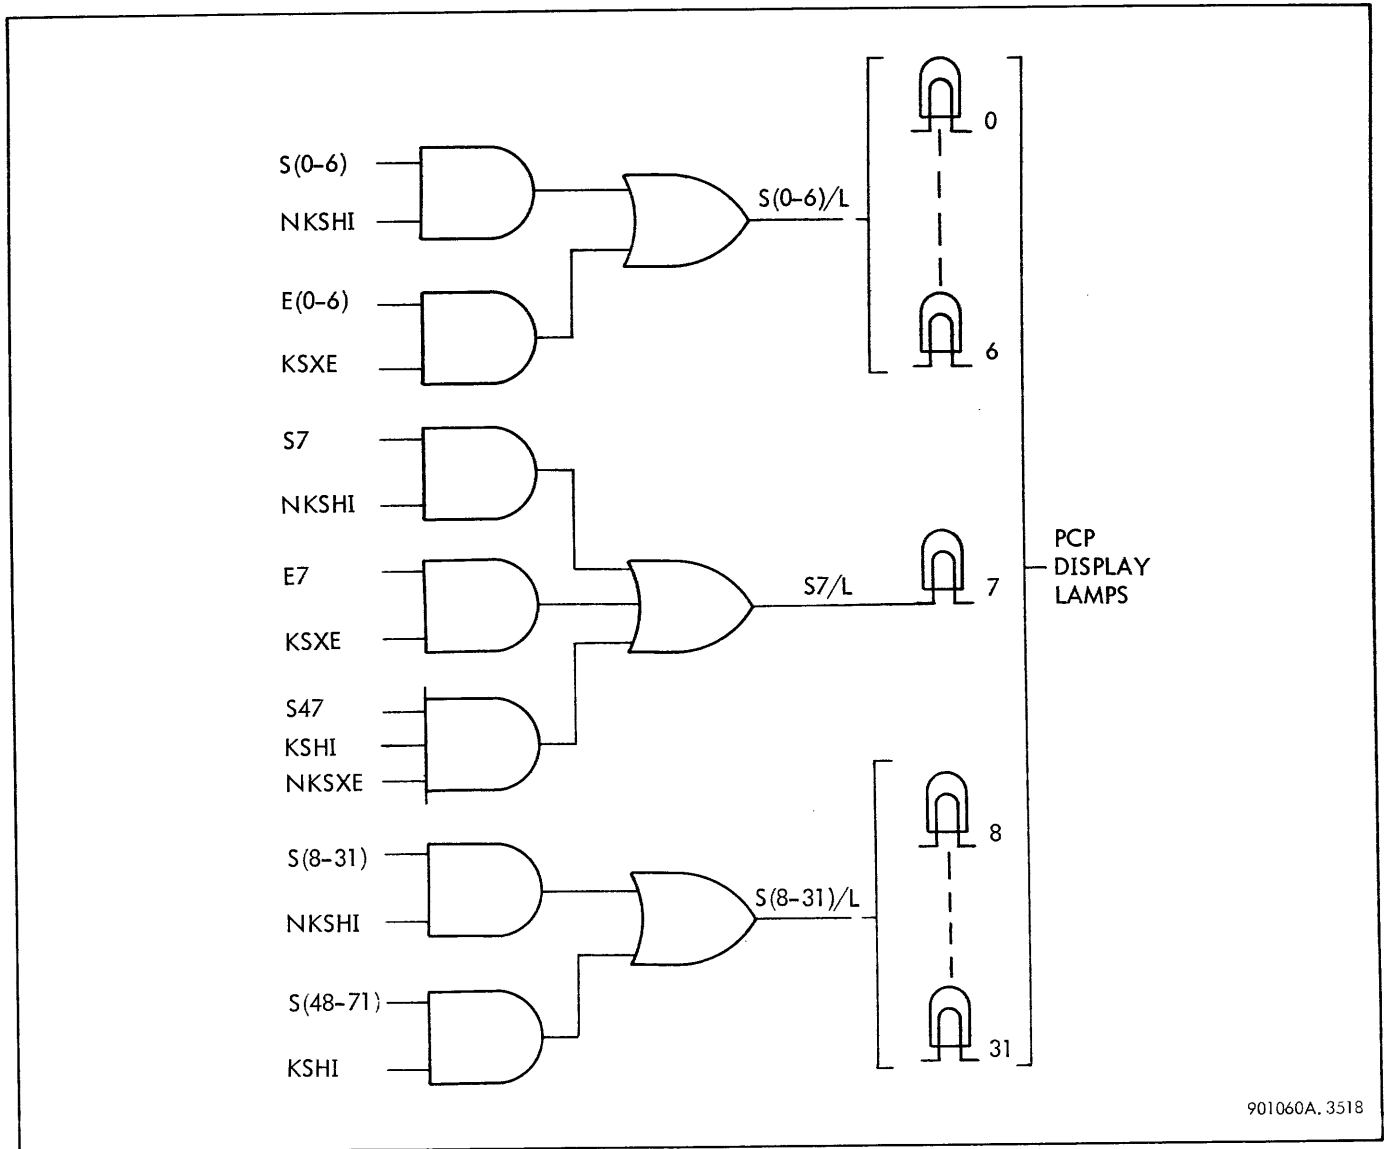 0
S(0-6)
NKSHI
S(0-6)/L
E(0-6)
KSXE
6
S7
NKSHI
E7
KSXE
S7/L
7
PCP
DISPLAY
LAMPS
S47
KSHI
NKSXE
8
S(8-31)
NKSHI
S(8-31)/L
S(48-71)
KSHI
31
901060A. 3518